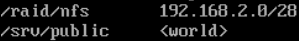 /raid/nfs 192.168.2.0/28
/srv/public <world>